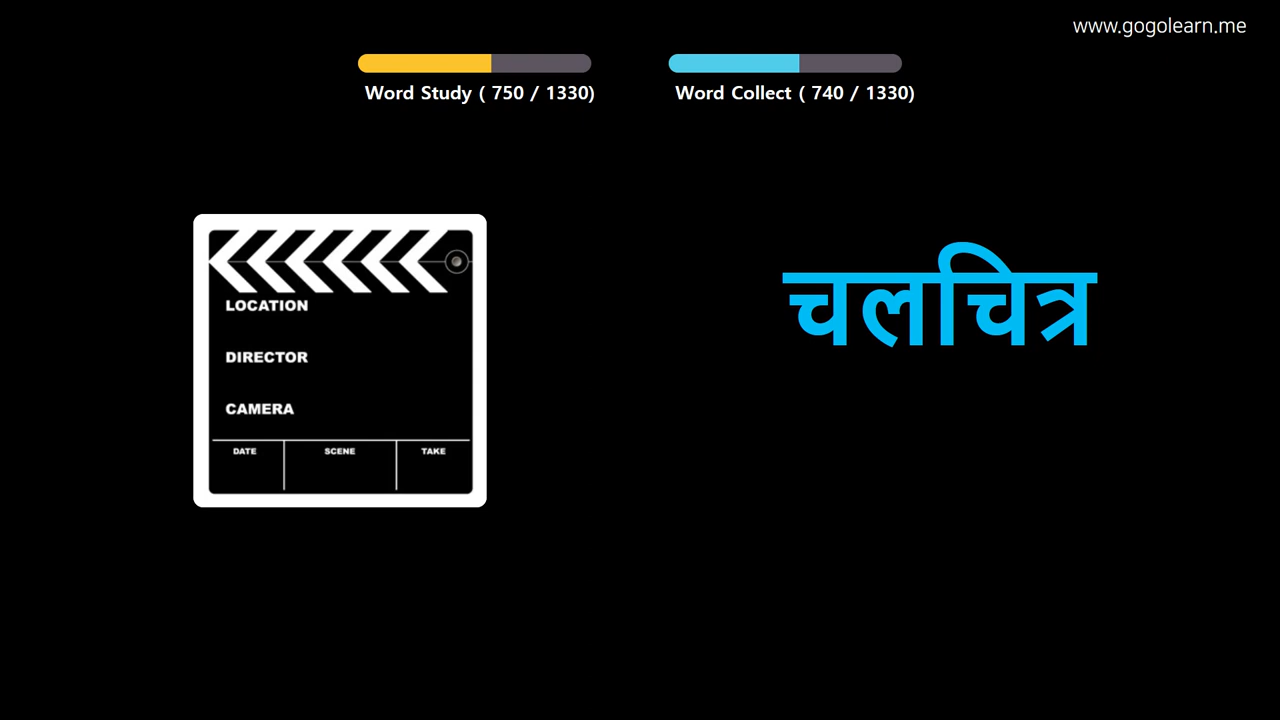 www.gogolearn.me
Word Study ( 750 / 1330)
Word Collect ( 740 / 1330)
LOCATION
DIRECTOR
CAMERA
DATE SCENE TAKE
चलचित्र